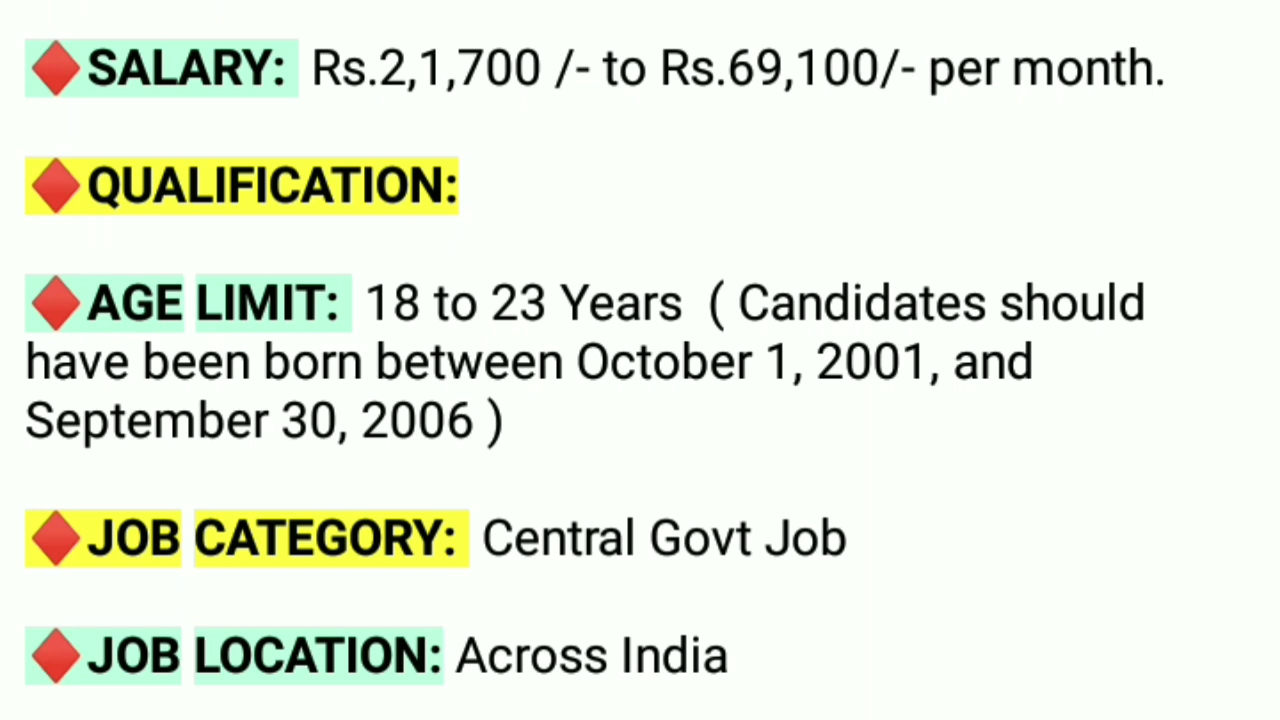 ♦️SALARY: Rs.2,1,700 /- to Rs.69,100/- per month.
♦️QUALIFICATION:
♦️AGE LIMIT: 18 to 23 Years ( Candidates should
have been born between October 1, 2001, and
September 30, 2006 )
♦️JOB CATEGORY: Central Govt Job
♦️JOB LOCATION: Across India